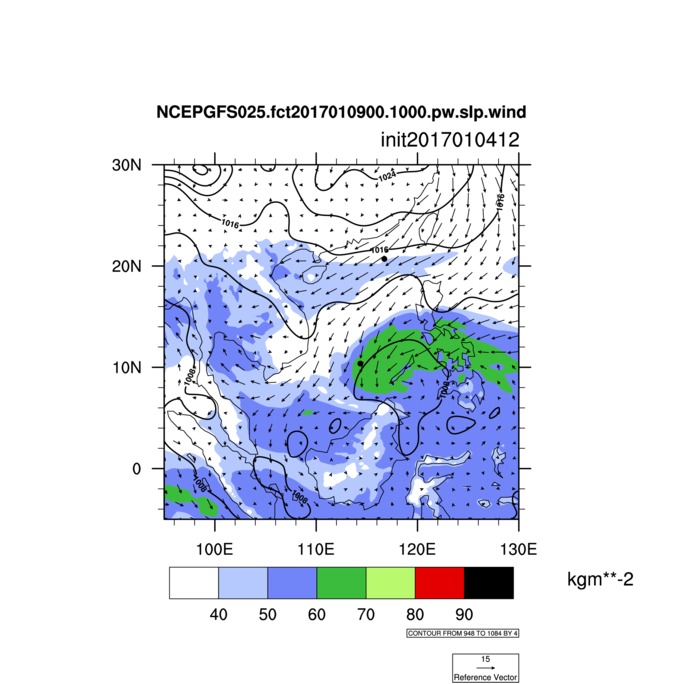 NCEPGFS025.fct2017010900.1000.pw.slp.wind
init2017010412
30N
20N
10N
0
1024
1016
1016
1016
1008
1008
1008
1008
100E 110E 120E 130E
kgm**-2
40 50 60 70 80 90
CONTOUR FROM 948 TO 1084 BY 4
15
Reference Vector